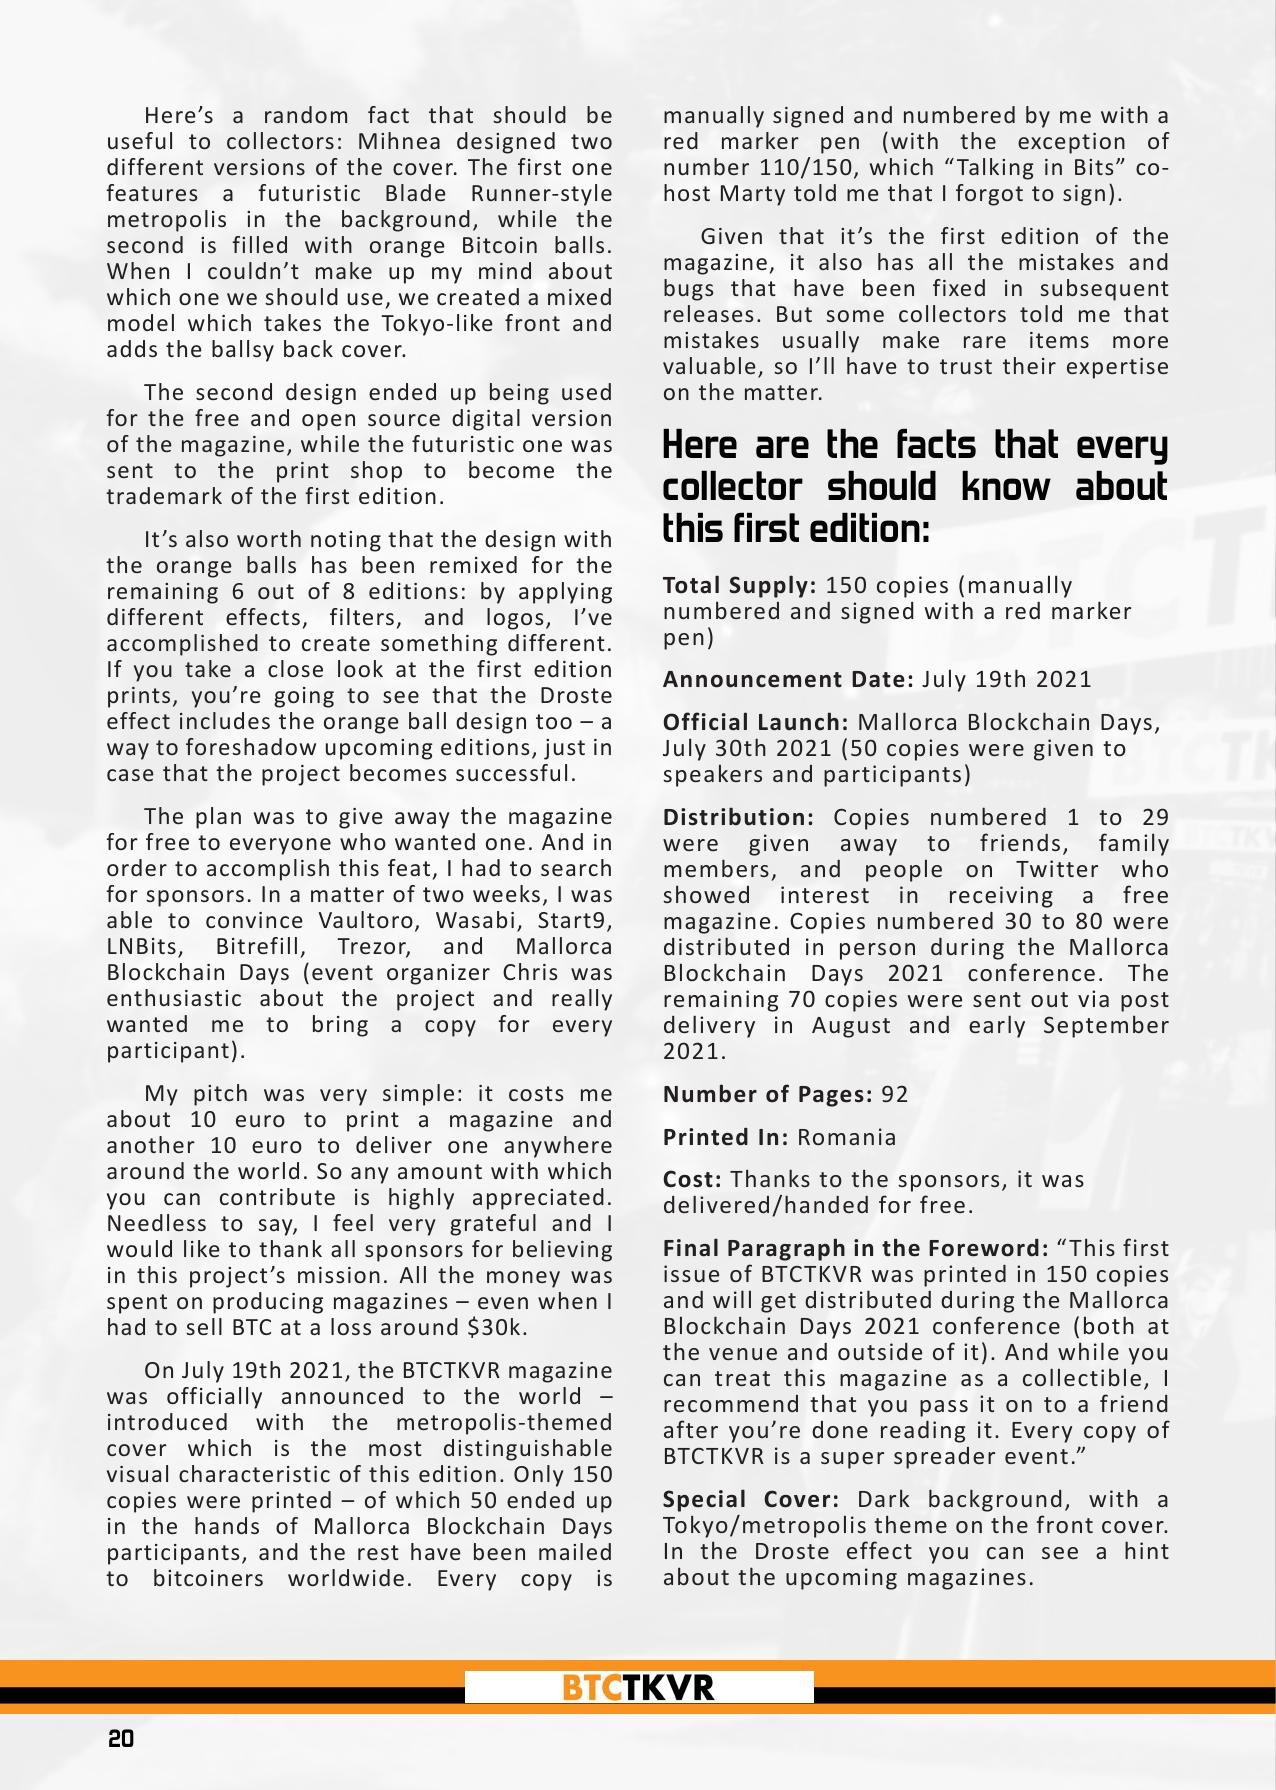 Here’s a random fact that should be
useful to collectors: Mihnea designed two
different versions of the cover. The first one
features a futuristic Blade Runner-style
metropolis in the background, while the
second is filled with orange Bitcoin balls.
When I couldn’t make up my mind about
which one we should use, we created a mixed
model which takes the Tokyo-like front and
adds the ballsy back cover.
The second design ended up being used
for the free and open source digital version
of the magazine, while the futuristic one was
sent to the print shop to become the
trademark of the first edition.
It’s also worth noting that the design with
the orange balls has been remixed for the
remaining 6 out of 8 editions: by applying
different effects, filters, and logos, I’ve
accomplished to create something different.
If you take a close look at the first edition
prints, you’re going to see that the Droste
effect includes the orange ball design too – a
way to foreshadow upcoming editions, just in
case that the project becomes successful.
The plan was to give away the magazine
for free to everyone who wanted one. And in
order to accomplish this feat, I had to search
for sponsors. In a matter of two weeks, I was
able to convince Vaultoro, Wasabi, Start9,
LNBits, Bitrefill, Trezor, and Mallorca
Blockchain Days (event organizer Chris was
enthusiastic about the project and really
wanted me to bring a copy for every
participant).
My pitch was very simple: it costs me
about 10 euro to print a magazine and
another 10 euro to deliver one anywhere
around the world. So any amount with which
you can contribute is highly appreciated.
Needless to say, I feel very grateful and I
would like to thank all sponsors for believing
in this project’s mission. All the money was
spent on producing magazines – even when I
had to sell BTC at a loss around $30k.
On July 19th 2021, the BTCTKVR magazine
was officially announced to the world –
introduced with the metropolis-themed
cover which is the most distinguishable
visual characteristic of this edition. Only 150
copies were printed – of which 50 ended up
in the hands of Mallorca Blockchain Days
participants, and the rest have been mailed
to bitcoiners worldwide. Every copy is
manually signed and numbered by me with a
red marker pen (with the exception of
number 110/150, which “Talking in Bits” co-
host Marty told me that I forgot to sign).
Given that it’s the first edition of the
magazine, it also has all the mistakes and
bugs that have been fixed in subsequent
releases. But some collectors told me that
mistakes usually make rare items more
valuable, so I’ll have to trust their expertise
on the matter.
Here are the facts that every
collector should know about
this first edition:
Total Supply: 150 copies (manually
numbered and signed with a red marker
pen)
Announcement Date: July 19th 2021
Official Launch: Mallorca Blockchain Days,
July 30th 2021 (50 copies were given to
speakers and participants)
Distribution: Copies numbered 1 to 29
were given away to friends, family
members, and people on Twitter who
showed interest in receiving a free
magazine. Copies numbered 30 to 80 were
distributed in person during the Mallorca
Blockchain Days 2021 conference. The
remaining 70 copies were sent out via post
delivery in August and early September
2021.
Number of Pages: 92
Printed In: Romania
Cost: Thanks to the sponsors, it was
delivered/handed for free.
Final Paragraph in the Foreword: “This first
issue of BTCTKVR was printed in 150 copies
and will get distributed during the Mallorca
Blockchain Days 2021 conference (both at
the venue and outside of it). And while you
can treat this magazine as a collectible, I
recommend that you pass it on to a friend
after you’re done reading it. Every copy of
BTCTKVR is a super spreader event.”
Special Cover: Dark background, with a
Tokyo/metropolis theme on the front cover.
In the Droste effect you can see a hint
about the upcoming magazines.
BTCTKVR
20